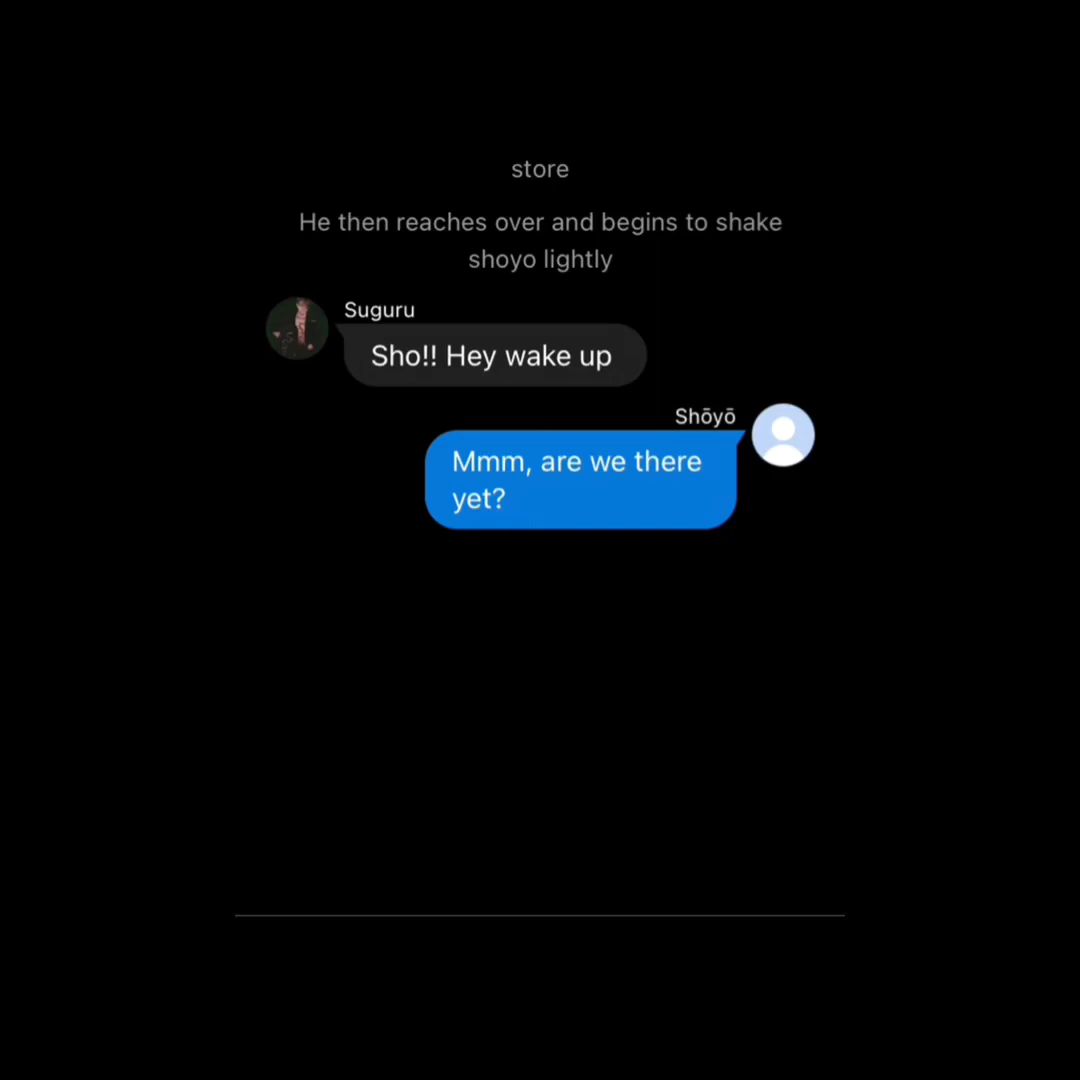 store
He then reaches over and begins to shake
shoyo lightly
Suguru
Sho!! Hey wake up
Shōyō
Mmm, are we there
yet?